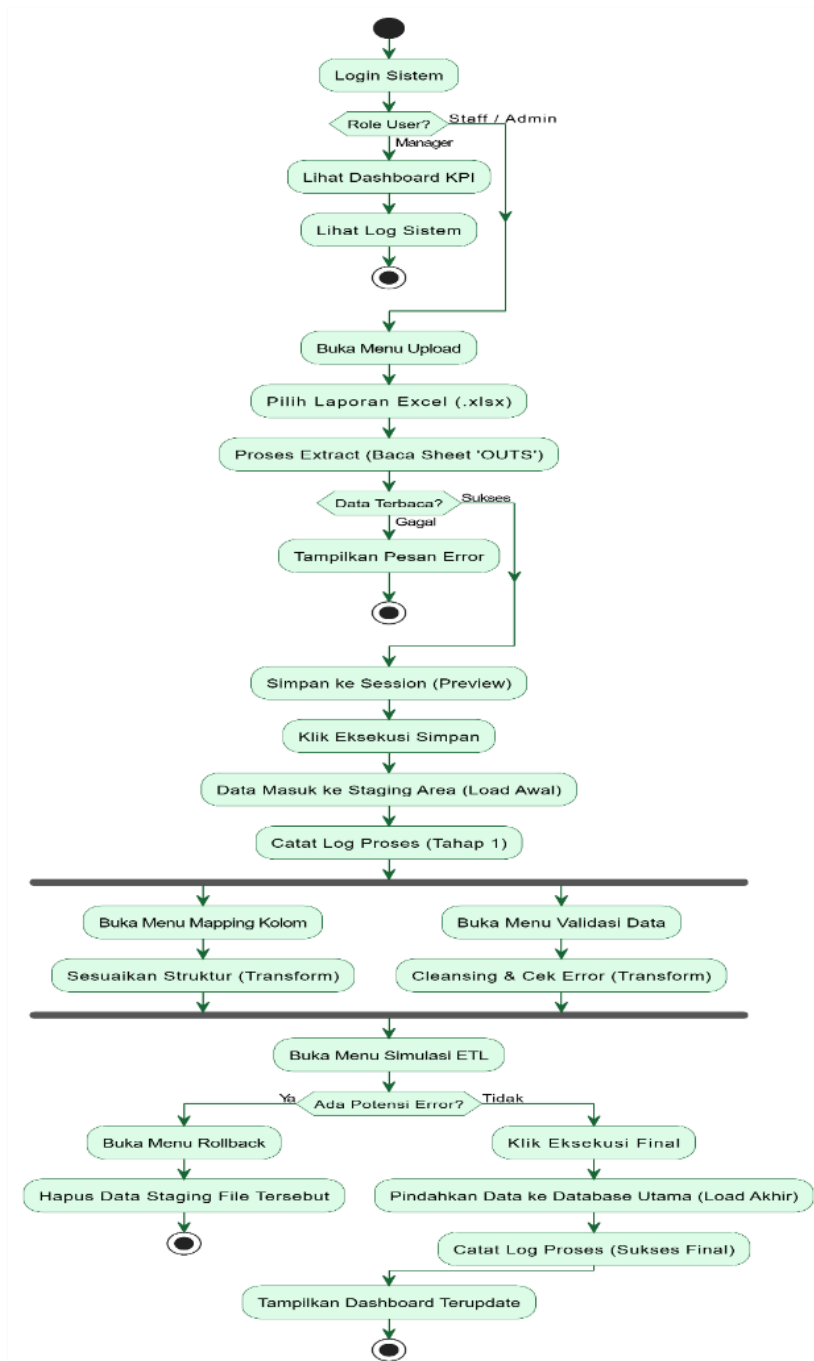 Login Sistem
Role User?
Staff / Admin
Manager
Lihat Dashboard KPI
Lihat Log Sistem
Buka Menu Upload
Pilih Laporan Excel (.xlsx)
Proses Extract (Baca Sheet 'OUTS')
Data Terbaca?
Sukses
Gagal
Tampilkan Pesan Error
Simpan ke Session (Preview)
Klik Eksekusi Simpan
Data Masuk ke Staging Area (Load Awal)
Catat Log Proses (Tahap 1)
Buka Menu Mapping Kolom
Buka Menu Validasi Data
Sesuaikan Struktur (Transform)
Cleansing & Cek Error (Transform)
Buka Menu Simulasi ETL
Ya
Ada Potensi Error?
Tidak
Buka Menu Rollback
Klik Eksekusi Final
Hapus Data Staging File Tersebut
Pindahkan Data ke Database Utama (Load Akhir)
Catat Log Proses (Sukses Final)
Tampilkan Dashboard Terupdate